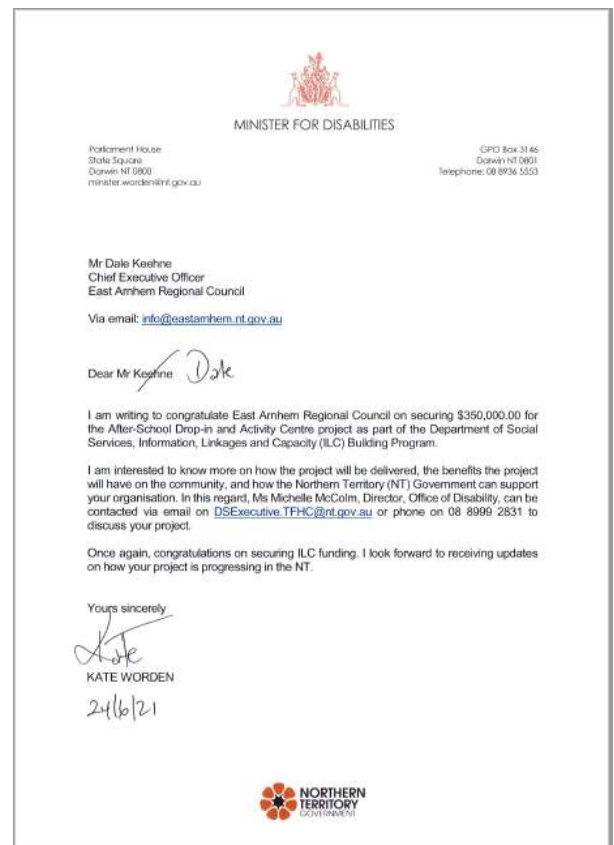 MINISTER FOR DISABILITIES
Parliament House
State Square
Darwin NT 0800
minister.worden@nt.gov.au
GPO Box 3146
Darwin NT 0801
Telephone: 08 8936 5553
Mr Dale Keehne
Chief Executive Officer
East Arnhem Regional Council
Via email: info@eastarnhem.nt.gov.au
Dear Mr Keehne Dale
I am writing to congratulate East Arnhem Regional Council on securing $350,000.00 for
the After-School Drop-in and Activity Centre project as part of the Department of Social
Services, Information, Linkages and Capacity (ILC) Building Program.
I am interested to know more on how the project will be delivered, the benefits the project
will have on the community, and how the Northern Territory (NT) Government can support
your organisation. In this regard, Ms Michelle McColm, Director, Office of Disability, can be
contacted via email on DSExecutive.TFHC@nt.gov.au or phone on 08 8999 2831 to
discuss your project.
Once again, congratulations on securing ILC funding. I look forward to receiving updates
on how your project is progressing in the NT.
Yours sincerely
Kate
KATE WORDEN
24/6/21
NORTHERN
TERRITORY
GOVERNMENT